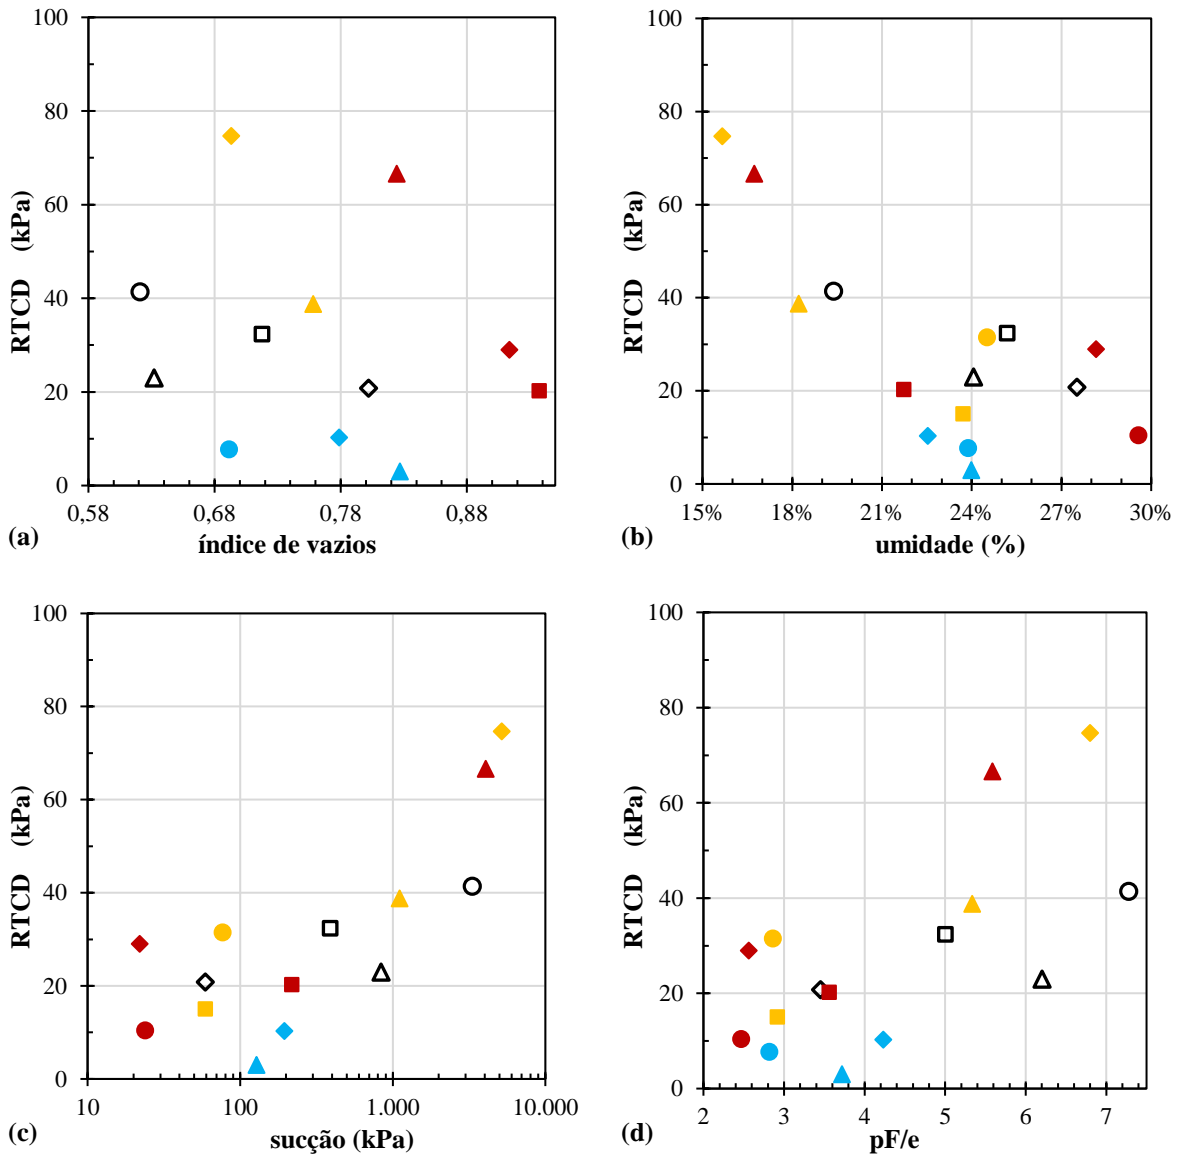 100
80
60
40
20
0
RTCD (kPa)
0,58 0,68 0,78 0,88
(a) índice de vazios
100
80
60
40
20
0
RTCD (kPa)
15% 18% 21% 24% 27% 30%
(b) umidade (%)
100
80
60
40
20
0
RTCD (kPa)
10 100 1.000 10.000
(c) sucção (kPa)
100
80
60
40
20
0
RTCD (kPa)
2 3 4 5 6 7
(d) pF/e